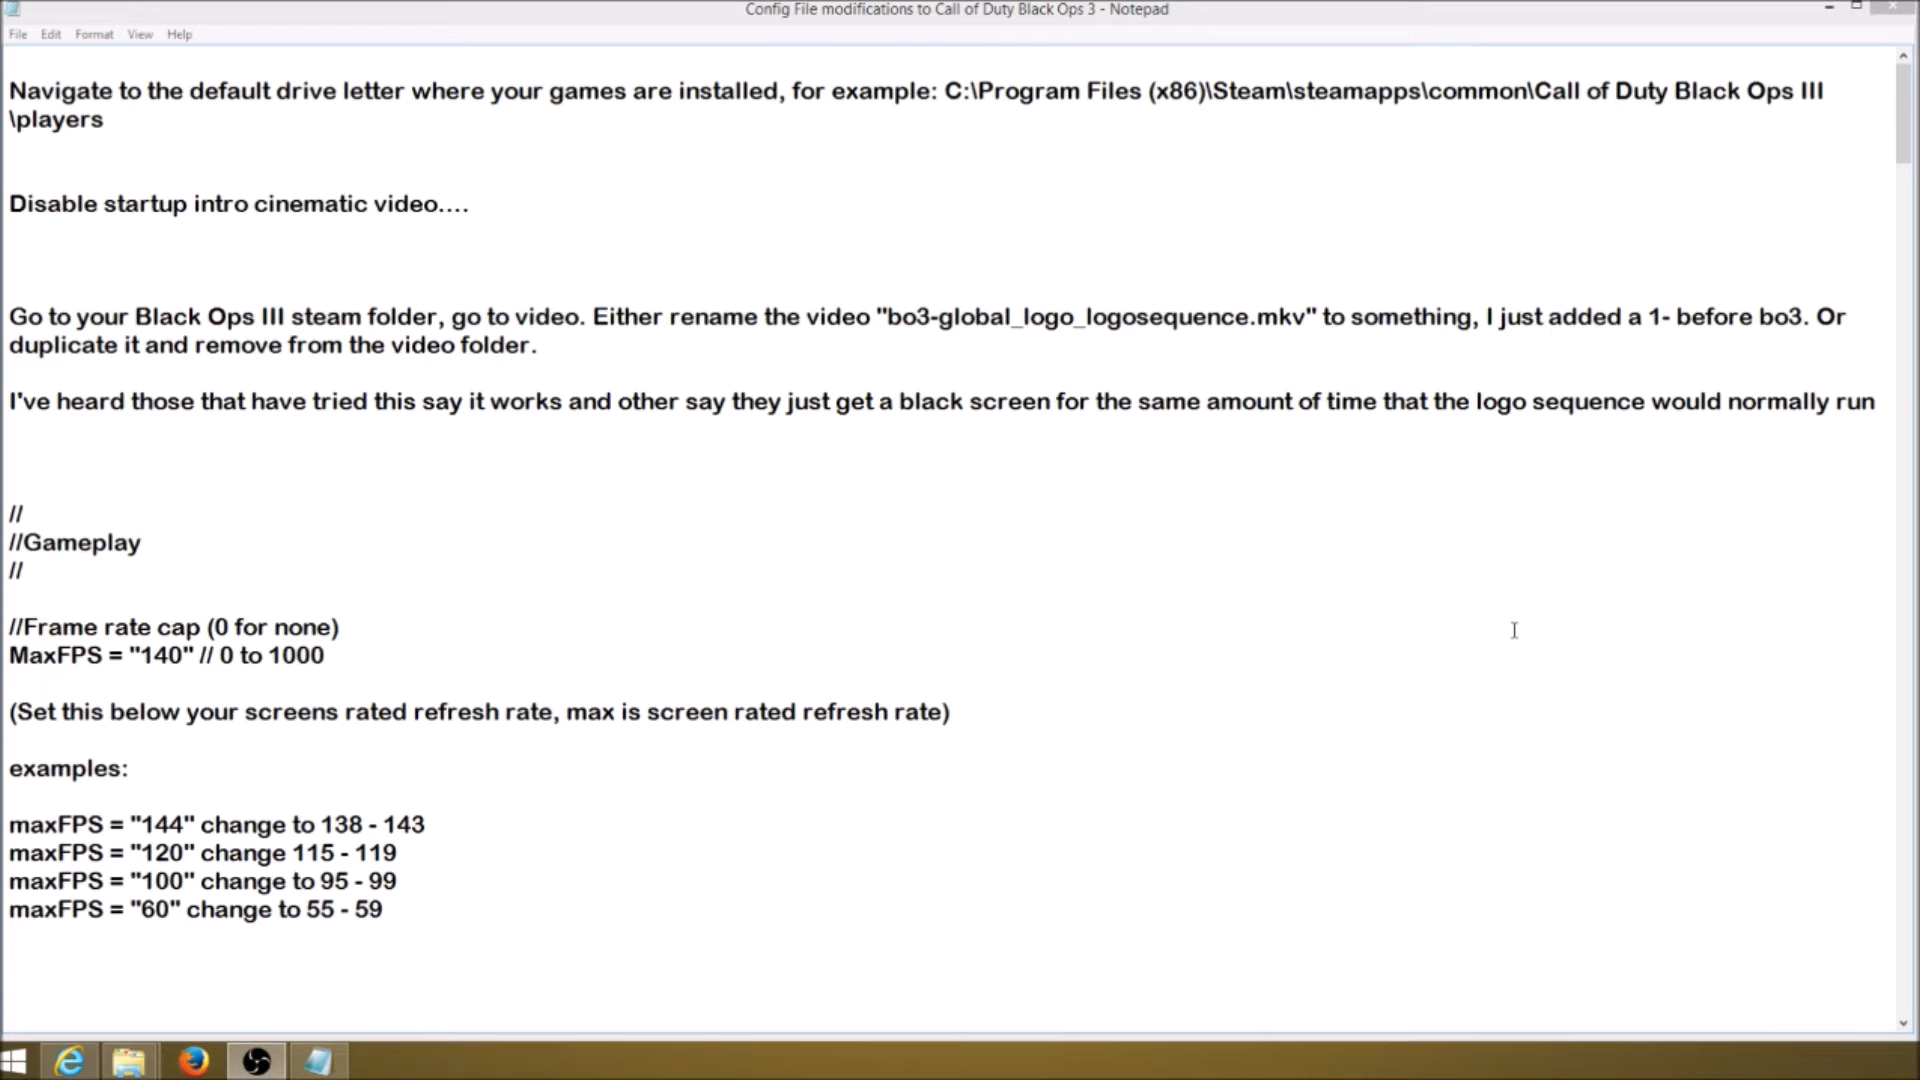 Config File modifications to Call of Duty Black Ops 3 - Notepad
File Edit Format View Help
Navigate to the default drive letter where your games are installed, for example: C:\Program Files (x86)\Steam\steamapps\common\Call of Duty Black Ops III
\players
Disable startup intro cinematic video....
Go to your Black Ops III steam folder, go to video. Either rename the video "bo3-global_logo_logosequence.mkv" to something, I just added a 1- before bo3. Or
duplicate it and remove from the video folder.
I've heard those that have tried this say it works and other say they just get a black screen for the same amount of time that the logo sequence would normally run
//
//Gameplay
//
//Frame rate cap (0 for none)
MaxFPS = "140" // 0 to 1000
(Set this below your screens rated refresh rate, max is screen rated refresh rate)
examples:
maxFPS = "144" change to 138 - 143
maxFPS = "120" change 115 - 119
maxFPS = "100" change to 95 - 99
maxFPS = "60" change to 55 - 59